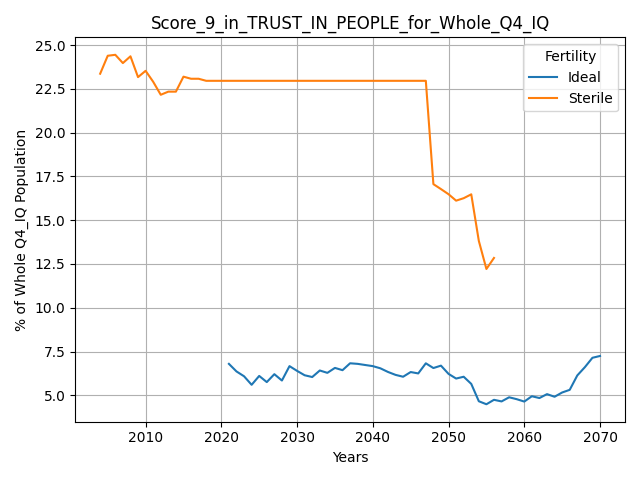 Score_9_in_TRUST_IN_PEOPLE_for_Whole_Q4_IQ
% of Whole Q4_IQ Population
25.0
22.5
20.0
17.5
15.0
12.5
10.0
7.5
5.0
Fertility
Ideal
Sterile
2010 2020 2030 2040 2050 2060 2070
Years